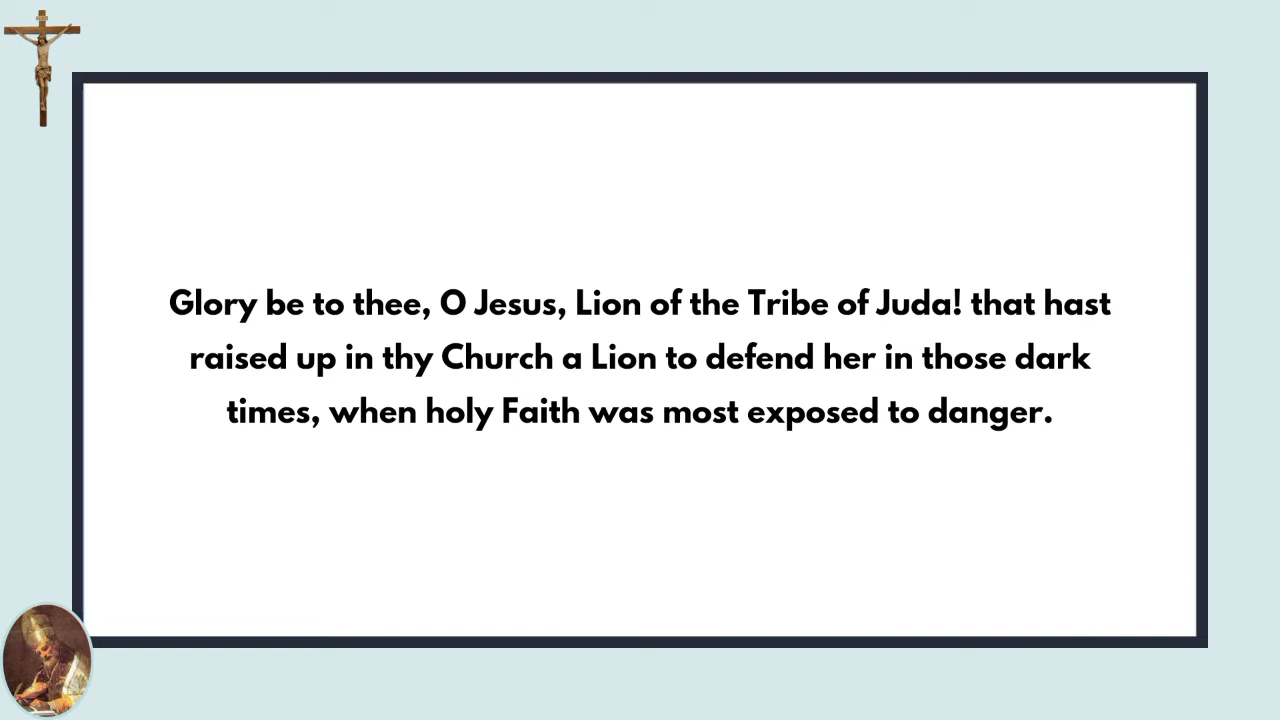 Glory be to thee, O Jesus, Lion of the Tribe of Juda! that hast
raised up in thy Church a Lion to defend her in those dark
times, when holy Faith was most exposed to danger.